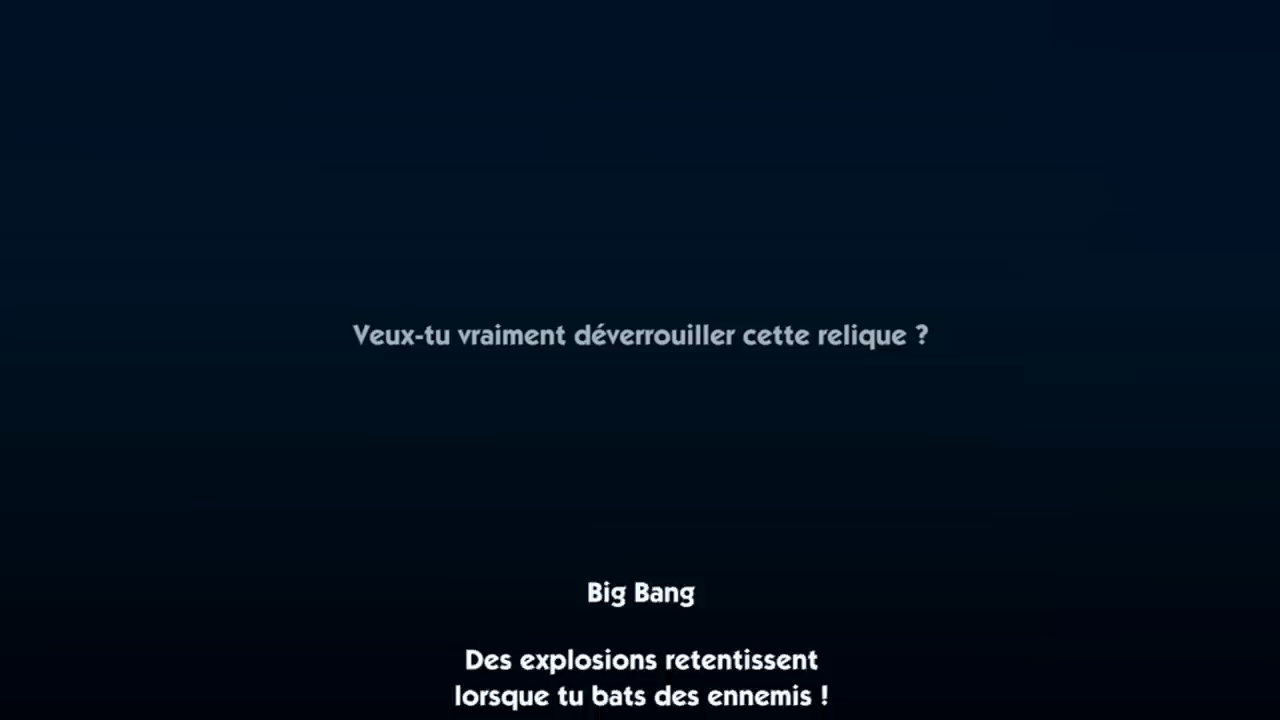 Veux-tu vraiment déverrouiller cette relique ?
Big Bang
Des explosions retentissent
lorsque tu bats des ennemis !